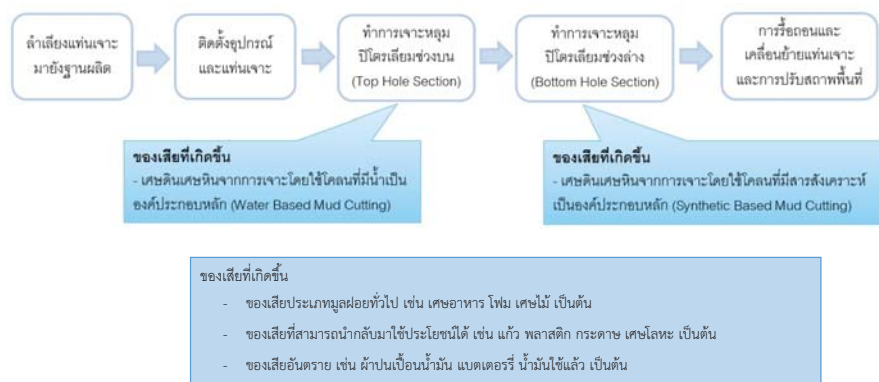 ลำเลียงแท่นเจาะ
มายังฐานผลิต
ติดตั้งอุปกรณ์
และแท่นเจาะ
ทำการเจาะหลุม
ปิโตรเลียมช่วงบน
(Top Hole Section)
ทำการเจาะหลุม
ปิโตรเลียมช่วงล่าง
(Bottom Hole Section)
การรื้อถอนและ
เคลื่อนย้ายแท่นเจาะ
และการปรับสภาพพื้นที่
ของเสียที่เกิดขึ้น
- เศษดินเศษหินจากการเจาะโดยใช้โคลนที่มีน้ำเป็น
องค์ประกอบหลัก (Water Based Mud Cutting)
ของเสียที่เกิดขึ้น
- เศษดินเศษหินจากการเจาะโดยใช้โคลนที่มีสารสังเคราะห์
เป็นองค์ประกอบหลัก (Synthetic Based Mud Cutting)
ของเสียที่เกิดขึ้น
- ของเสียประเภทมูลฝอยทั่วไป เช่น เศษอาหาร โฟม เศษไม้ เป็นต้น
- ของเสียที่สามารถนำกลับมาใช้ประโยชน์ได้ เช่น แก้ว พลาสติก กระดาษ เศษโลหะ เป็นต้น
- ของเสียอันตราย เช่น ผ้าปนเปื้อนน้ำมัน แบตเตอรรี่ น้ำมันใช้แล้ว เป็นต้น